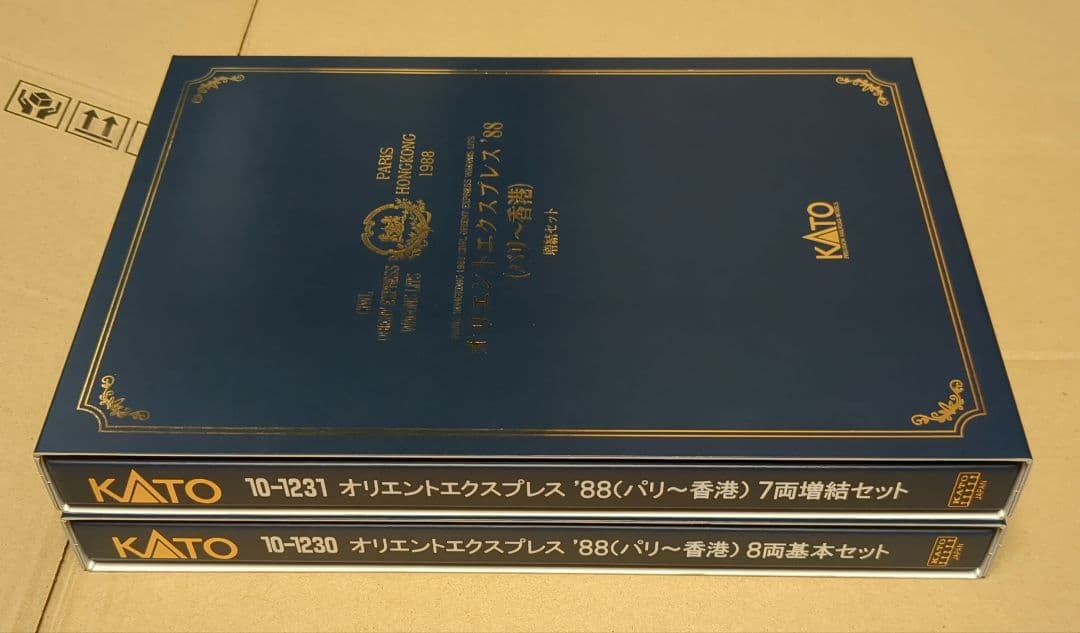 CIWL
ORIENT EXPRESS
WAGONS LITS
PARIS
HONGKONG
1988
オリエントエクスプレス '88
(パリ～香港)
増結セット
KATO
KATO 10-1231 オリエントエクスプレス '88(パリ～香港) 7両増結セット KATO JAPAN
KATO 10-1230 オリエントエクスプレス '88(パリ～香港) 8両基本セット KATO JAPAN